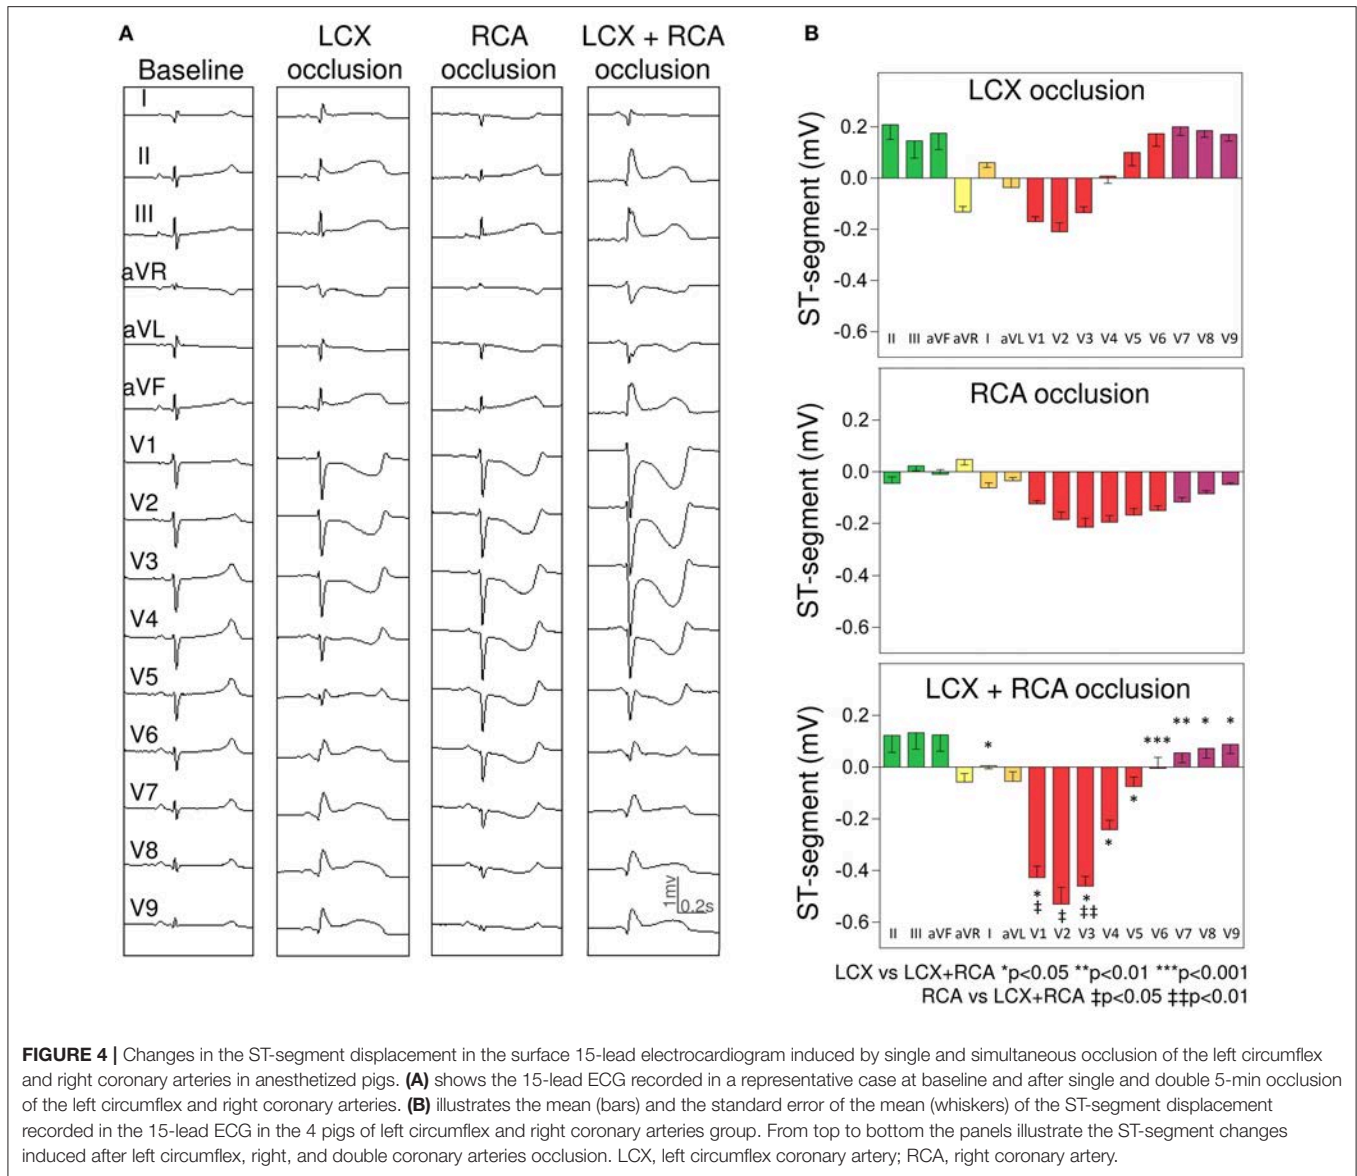 A
Baseline
LCX
occlusion
RCA
occlusion
LCX + RCA
occlusion
I
II
III
aVR
aVL
aVF
V1
V2
V3
V4
V5
V6
V7
V8
V9
1mv
0.2s
B
LCX occlusion
ST-segment (mV)
0.2
0.0
-0.2
-0.4
-0.6
II III aVF aVR I aVL V1 V2 V3 V4 V5 V6 V7 V8 V9
RCA occlusion
ST-segment (mV)
0.2
0.0
-0.2
-0.4
-0.6
LCX + RCA occlusion
ST-segment (mV)
0.2
0.0
-0.2
-0.4
-0.6
* * ‡ ‡ * ‡‡ * * *** ** * *
II III aVF aVR I aVL V1 V2 V3 V4 V5 V6 V7 V8 V9
LCX vs LCX+RCA *p<0.05 **p<0.01 ***p<0.001
RCA vs LCX+RCA ‡p<0.05 ‡‡p<0.01
FIGURE 4 | Changes in the ST-segment displacement in the surface 15-lead electrocardiogram induced by single and simultaneous occlusion of the left circumflex
and right coronary arteries in anesthetized pigs. (A) shows the 15-lead ECG recorded in a representative case at baseline and after single and double 5-min occlusion
of the left circumflex and right coronary arteries. (B) illustrates the mean (bars) and the standard error of the mean (whiskers) of the ST-segment displacement
recorded in the 15-lead ECG in the 4 pigs of left circumflex and right coronary arteries group. From top to bottom the panels illustrate the ST-segment changes
induced after left circumflex, right, and double coronary arteries occlusion. LCX, left circumflex coronary artery; RCA, right coronary artery.